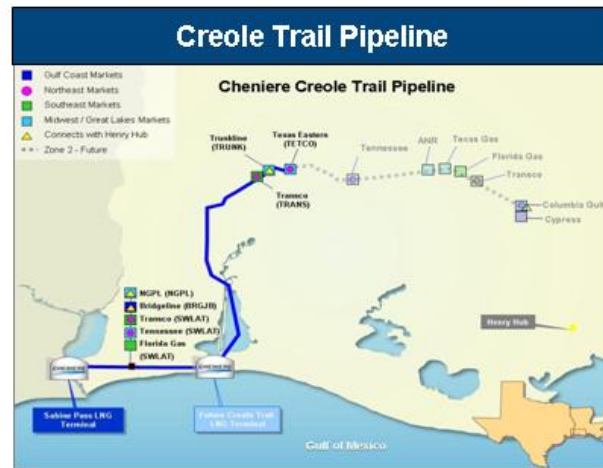 Creole Trail Pipeline
Gulf Coast Markets
Northeast Markets
Southeast Markets
Midwest / Great Lakes Markets
Connects with Henry Hub
Zone 2 - Future
Cheniere Creole Trail Pipeline
Trunkline
(TRUNK)
Texas Eastern
(TETCO)
Transco
(TRANS)
Tennessee
ANR
Texas Gas
Florida Gas
Transco
Columbia Gulf
Cypress
NGPL (NGPL)
Bridgeline (BRGJB)
Transco (SWLAT)
Tennessee (SWLAT)
Florida Gas
(SWLAT)
Henry Hub
CHENIERE
CHENIERE
Sabine Pass LNG
Terminal
Future Creole Trail
LNG Terminal
Gulf of Mexico